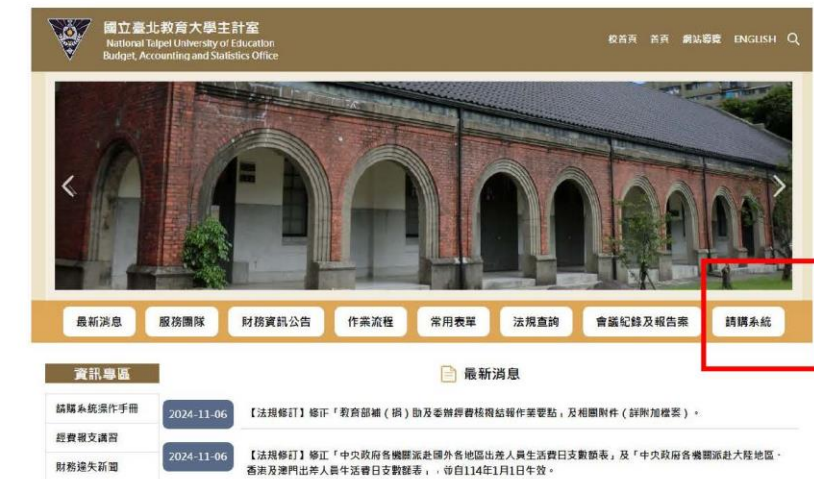 國立臺北教育大學主計室
National Taipei University of Education
Budget, Accounting and Statistics Office
校首頁 首頁 網站導覽 ENGLISH
最新消息 服務團隊 財務資訊公告 作業流程 常用表單 法規查詢 會議紀錄及報告案 請購系統
資訊專區
最新消息
請購系統操作手冊
2024-11-06 【法規修訂】修正「教育部補(捐)助及委辦經費核撥結報作業要點」及相關附件(詳附加檔案)。
經費報支講習
2024-11-06 【法規修訂】修正「中央政府各機關派赴國外各地區出差人員生活費日支數額表」及「中央政府各機關派赴大陸地區、
香港及澳門出差人員生活費日支數額表」,並自114年1月1日生效。
財務違失新聞